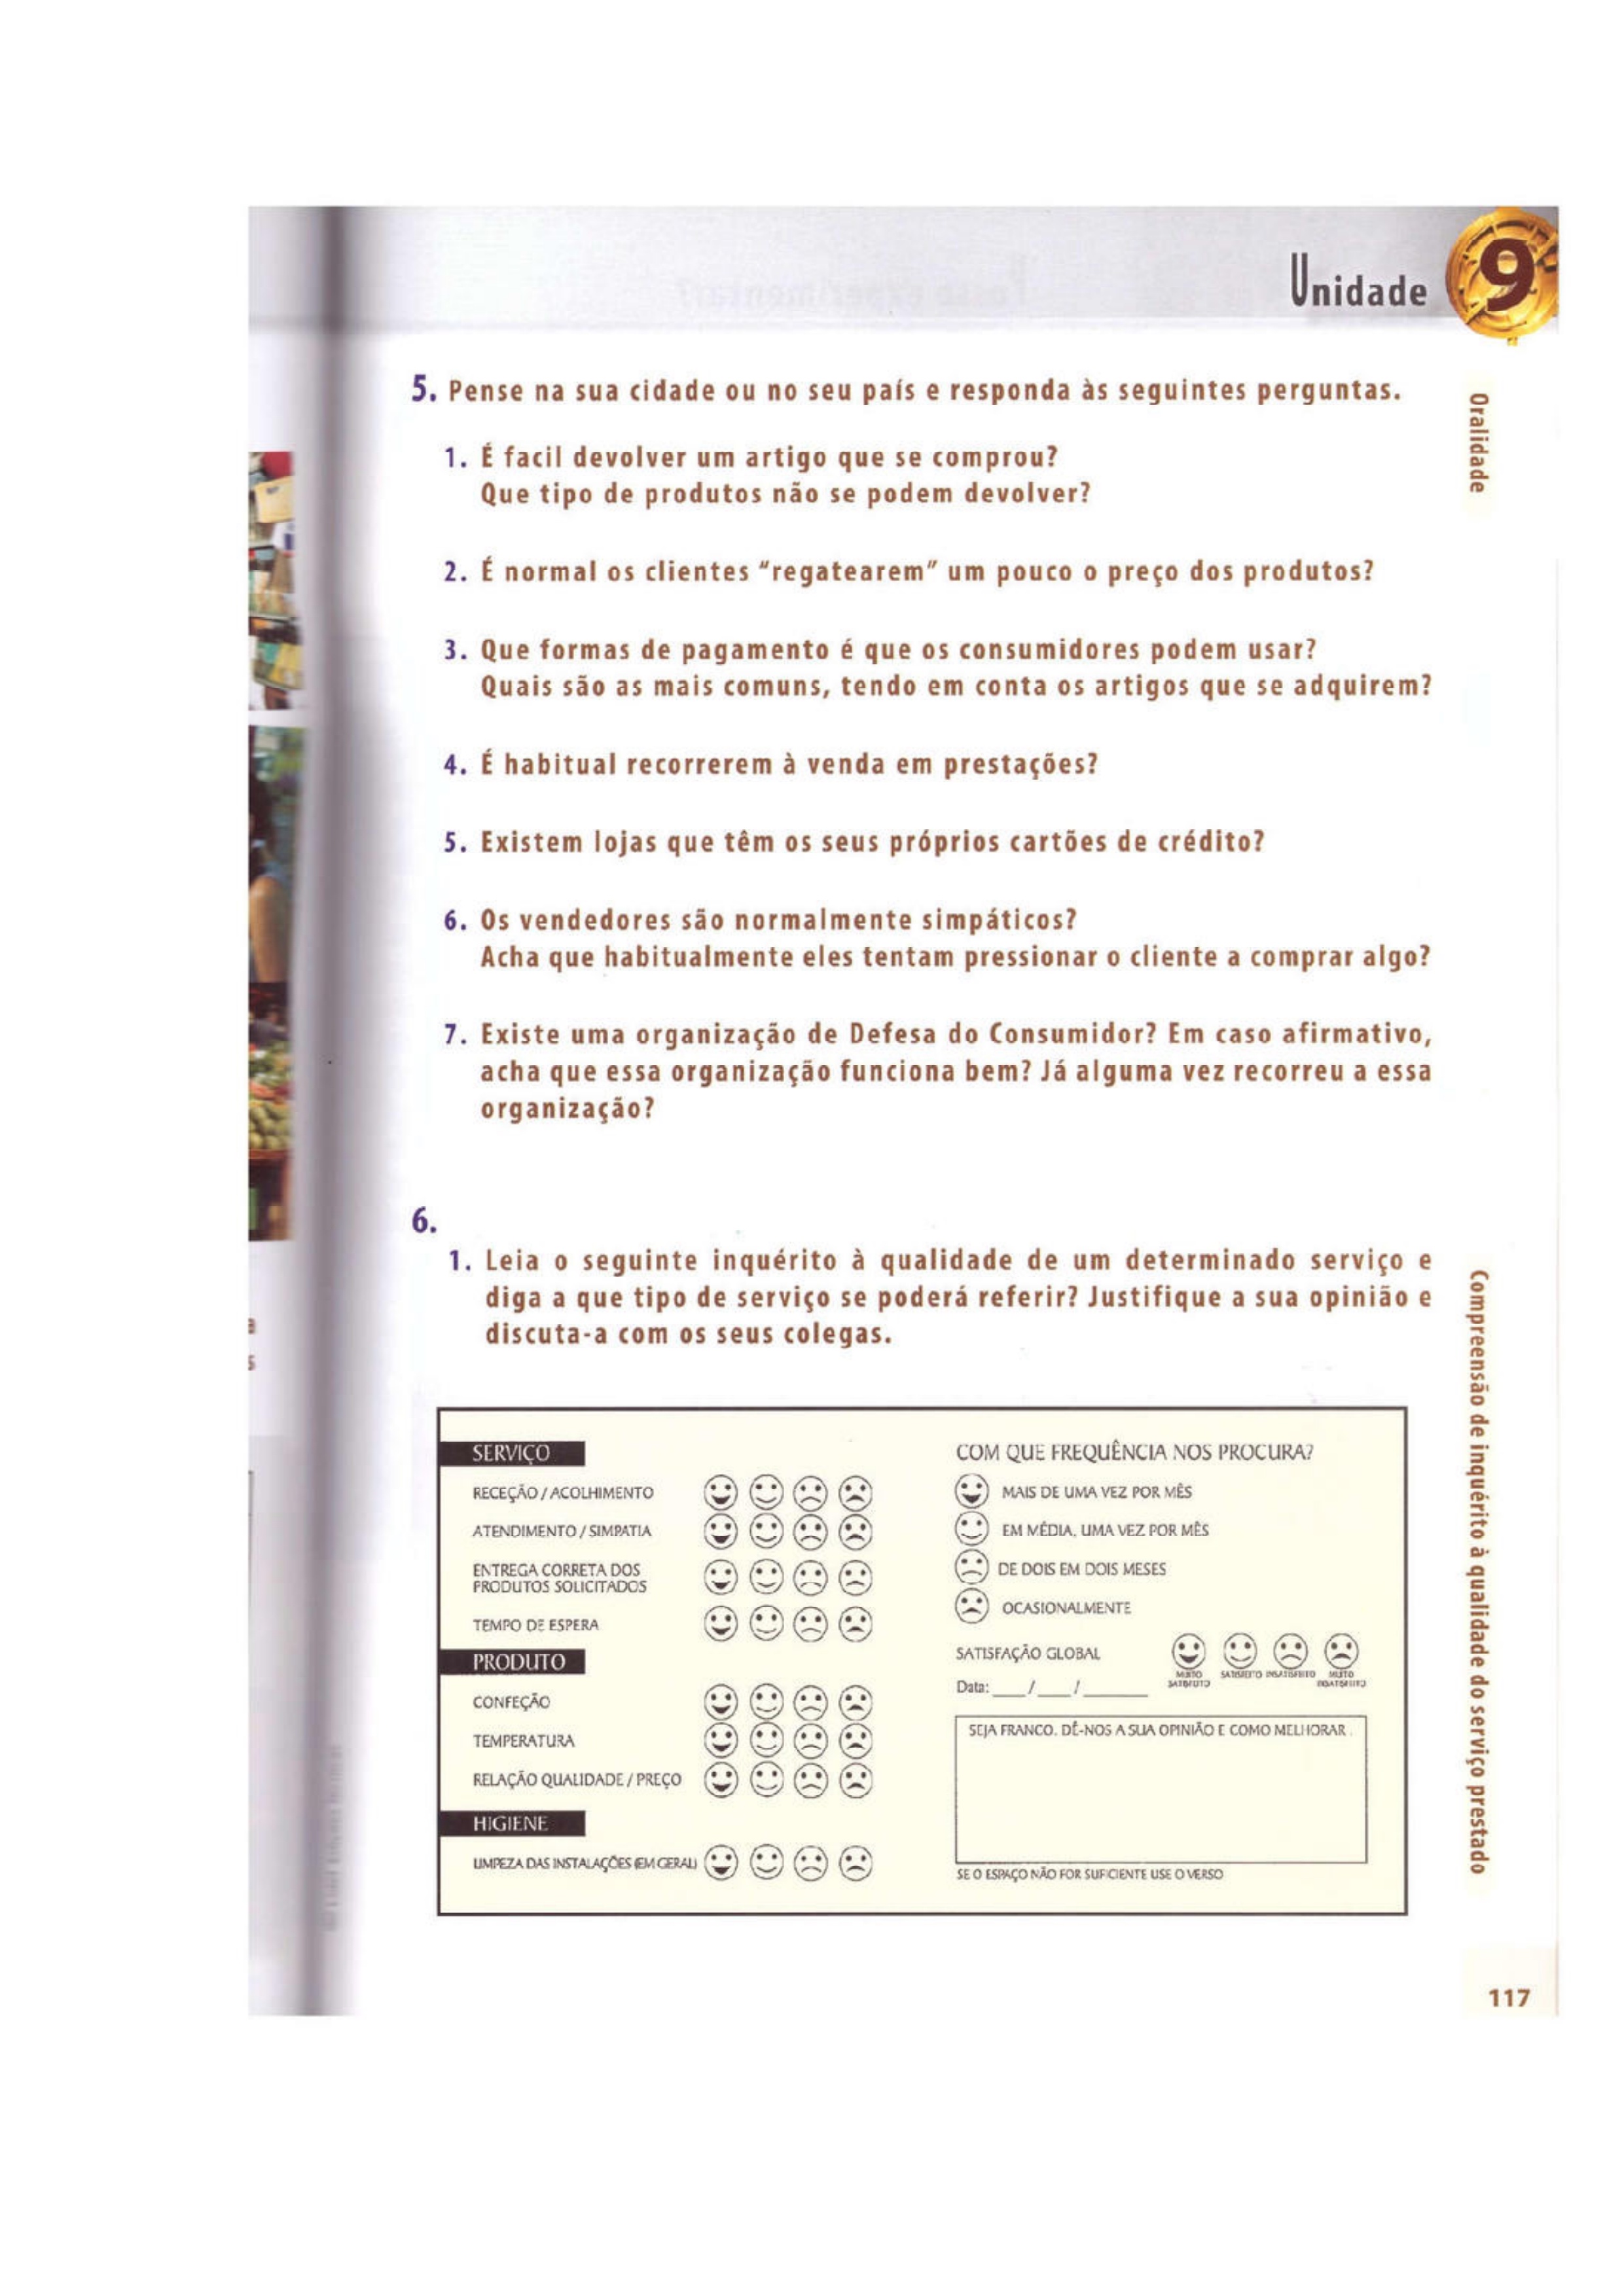 Unidade 9
5. Pense na sua cidade ou no seu país e responda às seguintes perguntas.
1. É facil devolver um artigo que se comprou?
Que tipo de produtos não se podem devolver?
2. É normal os clientes “regatearem” um pouco o preço dos produtos?
3. Que formas de pagamento é que os consumidores podem usar?
Quais são as mais comuns, tendo em conta os artigos que se adquirem?
4. É habitual recorrerem à venda em prestações?
5. Existem lojas que têm os seus próprios cartões de crédito?
6. Os vendedores são normalmente simpáticos?
Acha que habitualmente eles tentam pressionar o cliente a comprar algo?
7. Existe uma organização de Defesa do Consumidor? Em caso afirmativo,
acha que essa organização funciona bem? Já alguma vez recorreu a essa
organização?
Oralidade
6.
1. Leia o seguinte inquérito à qualidade de um determinado serviço e
diga a que tipo de serviço se poderá referir? Justifique a sua opinião e
discuta-a com os seus colegas.
SERVIÇO
RECEÇÃO / ACOLHIMENTO
ATENDIMENTO / SIMPATIA
ENTREGA CORRETA DOS
PRODUTOS SOLICITADOS
TEMPO DE ESPERA
PRODUTO
CONFEÇÃO
TEMPERATURA
RELAÇÃO QUALIDADE / PREÇO
HIGIENE
LIMPEZA DAS INSTALAÇÕES (EM GERAL)
COM QUE FREQUÊNCIA NOS PROCURA?
MAIS DE UMA VEZ POR MÊS
EM MÉDIA, UMA VEZ POR MÊS
DE DOIS EM DOIS MESES
OCASIONALMENTE
SATISFAÇÃO GLOBAL
MUITO SATISFEITO
SATISFEITO
INSATISFEITO
MUITO INSATISFEITO
Data: ___/___/______
SEJA FRANCO. DÊ-NOS A SUA OPINIÃO E COMO MELHORAR.
SE O ESPAÇO NÃO FOR SUFICIENTE USE O VERSO
Compreensão de inquérito à qualidade do serviço prestado
117